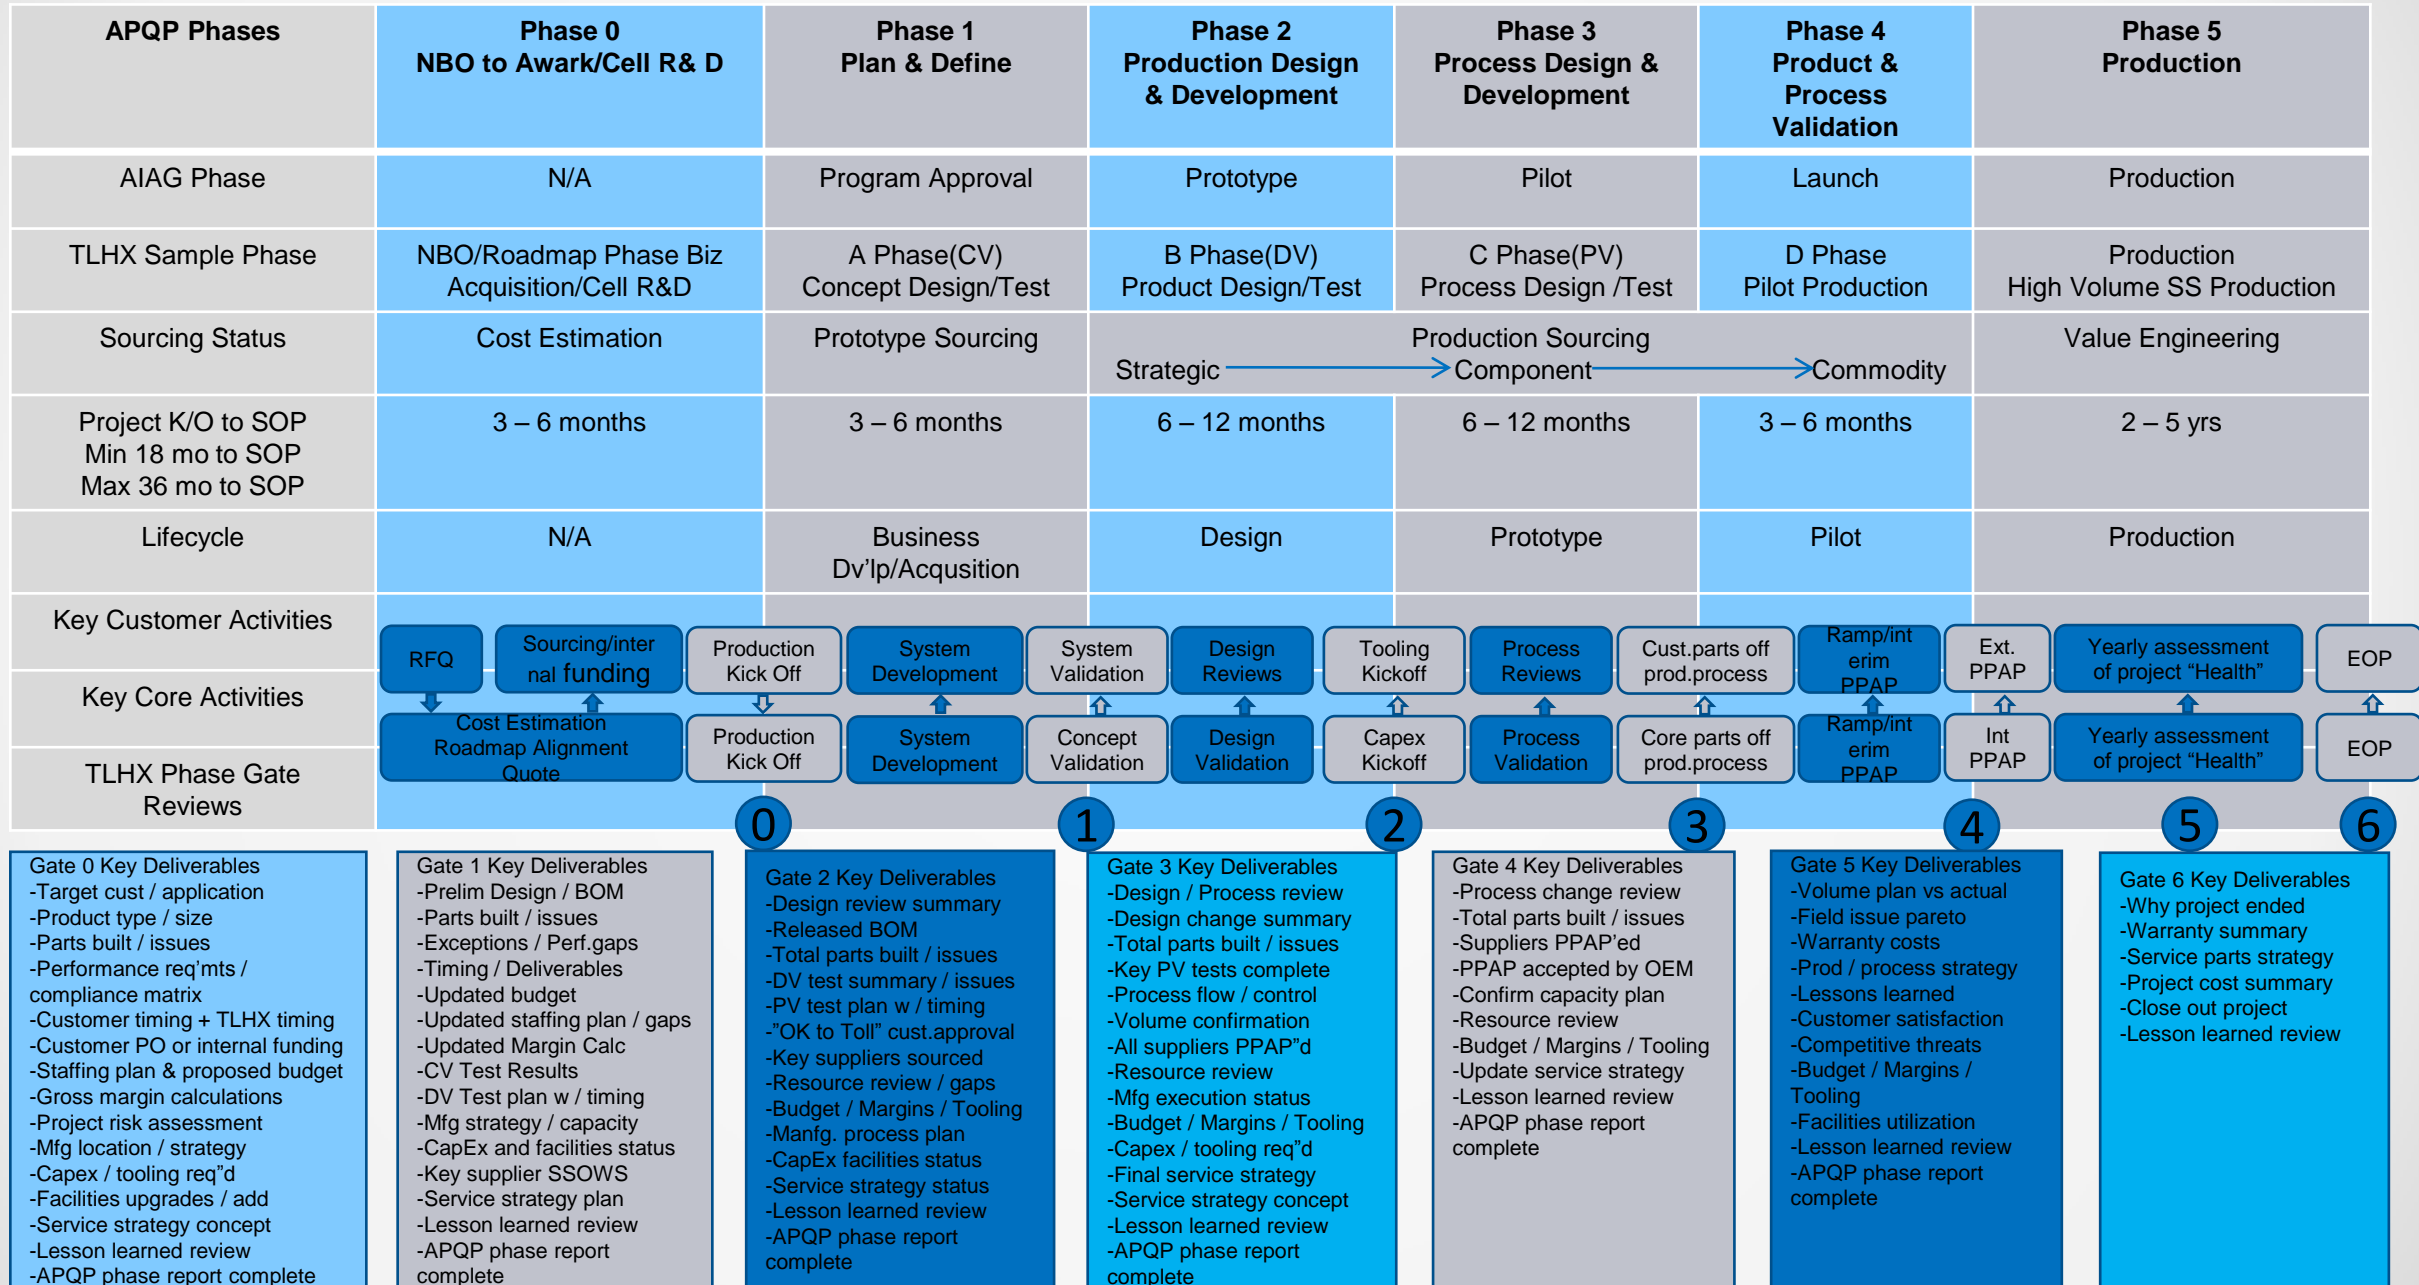 APQP Phases
Phase 0
NBO to Awark/Cell R& D
Phase 1
Plan & Define
Phase 2
Production Design
& Development
Phase 3
Process Design &
Development
Phase 4
Product &
Process
Validation
Phase 5
Production
AIAG Phase
N/A
Program Approval
Prototype
Pilot
Launch
Production
TLHX Sample Phase
NBO/Roadmap Phase Biz
Acquisition/Cell R&D
A Phase(CV)
Concept Design/Test
B Phase(DV)
Product Design/Test
C Phase(PV)
Process Design /Test
D Phase
Pilot Production
Production
High Volume SS Production
Sourcing Status
Cost Estimation
Prototype Sourcing
Production Sourcing
Strategic
Component
Commodity
Value Engineering
Project K/O to SOP
Min 18 mo to SOP
Max 36 mo to SOP
3 – 6 months
3 – 6 months
6 – 12 months
6 – 12 months
3 – 6 months
2 – 5 yrs
Lifecycle
N/A
Business
Dv'lp/Acqusition
Design
Prototype
Pilot
Production
Key Customer Activities
RFQ
Sourcing/inter
nal funding
Production
Kick Off
System
Development
System
Validation
Design
Reviews
Tooling
Kickoff
Process
Reviews
Cust.parts off
prod.process
Ramp/int
erim
PPAP
Ext.
PPAP
Yearly assessment
of project “Health”
EOP
Key Core Activities
Cost Estimation
Roadmap Alignment
Quote
Production
Kick Off
System
Development
Concept
Validation
Design
Validation
Capex
Kickoff
Process
Validation
Core parts off
prod.process
Ramp/int
erim
PPAP
Int
PPAP
Yearly assessment
of project “Health”
EOP
TLHX Phase Gate
Reviews
0
1
2
3
4
5
6
Gate 0 Key Deliverables
-Target cust / application
-Product type / size
-Parts built / issues
-Performance req’mts /
compliance matrix
-Customer timing + TLHX timing
-Customer PO or internal funding
-Staffing plan & proposed budget
-Gross margin calculations
-Project risk assessment
-Mfg location / strategy
-Capex / tooling req”d
-Facilities upgrades / add
-Service strategy concept
-Lesson learned review
-APQP phase report complete
Gate 1 Key Deliverables
-Prelim Design / BOM
-Parts built / issues
-Exceptions / Perf.gaps
-Timing / Deliverables
-Updated budget
-Updated staffing plan / gaps
-Updated Margin Calc
-CV Test Results
-DV Test plan w / timing
-Mfg strategy / capacity
-CapEx and facilities status
-Key supplier SSOWS
-Service strategy plan
-Lesson learned review
-APQP phase report
complete
Gate 2 Key Deliverables
-Design review summary
-Released BOM
-Total parts built / issues
-DV test summary / issues
-PV test plan w / timing
-”OK to Toll” cust.approval
-Key suppliers sourced
-Resource review / gaps
-Budget / Margins / Tooling
-Manfg. process plan
-CapEx facilities status
-Service strategy status
-Lesson learned review
-APQP phase report
complete
Gate 3 Key Deliverables
-Design / Process review
-Design change summary
-Total parts built / issues
-Key PV tests complete
-Process flow / control
-Volume confirmation
-All suppliers PPAP”d
-Resource review
-Mfg execution status
-Budget / Margins / Tooling
-Capex / tooling req”d
-Final service strategy
-Service strategy concept
-Lesson learned review
-APQP phase report
complete
Gate 4 Key Deliverables
-Process change review
-Total parts built / issues
-Suppliers PPAP’ed
-PPAP accepted by OEM
-Confirm capacity plan
-Resource review
-Budget / Margins / Tooling
-Update service strategy
-Lesson learned review
-APQP phase report
complete
Gate 5 Key Deliverables
-Volume plan vs actual
-Field issue pareto
-Warranty costs
-Prod / process strategy
-Lessons learned
-Customer satisfaction
-Competitive threats
-Budget / Margins /
Tooling
-Facilities utilization
-Lesson learned review
-APQP phase report
complete
Gate 6 Key Deliverables
-Why project ended
-Warranty summary
-Service parts strategy
-Project cost summary
-Close out project
-Lesson learned review